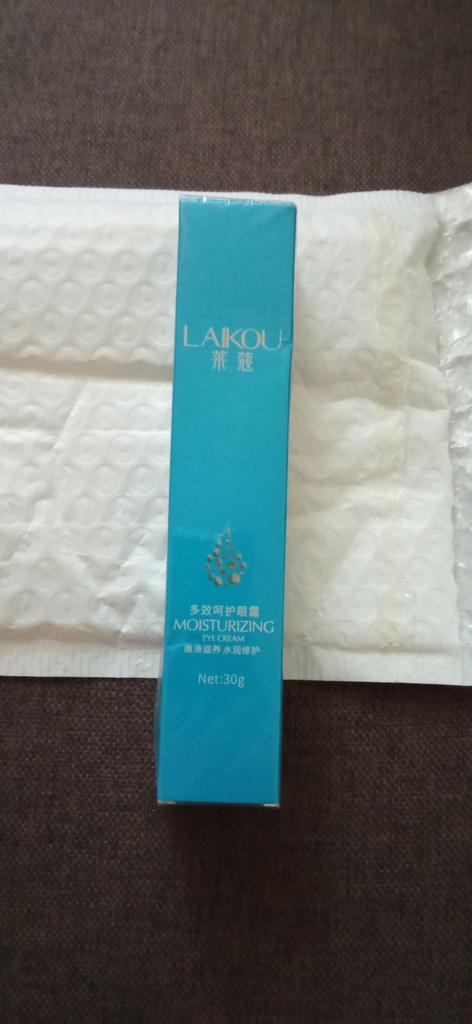 LAIKOU
莱蔻
多效呵护眼霜
MOISTURIZING
EYE CREAM
嫩滑滋养 水润修护
Net:30g